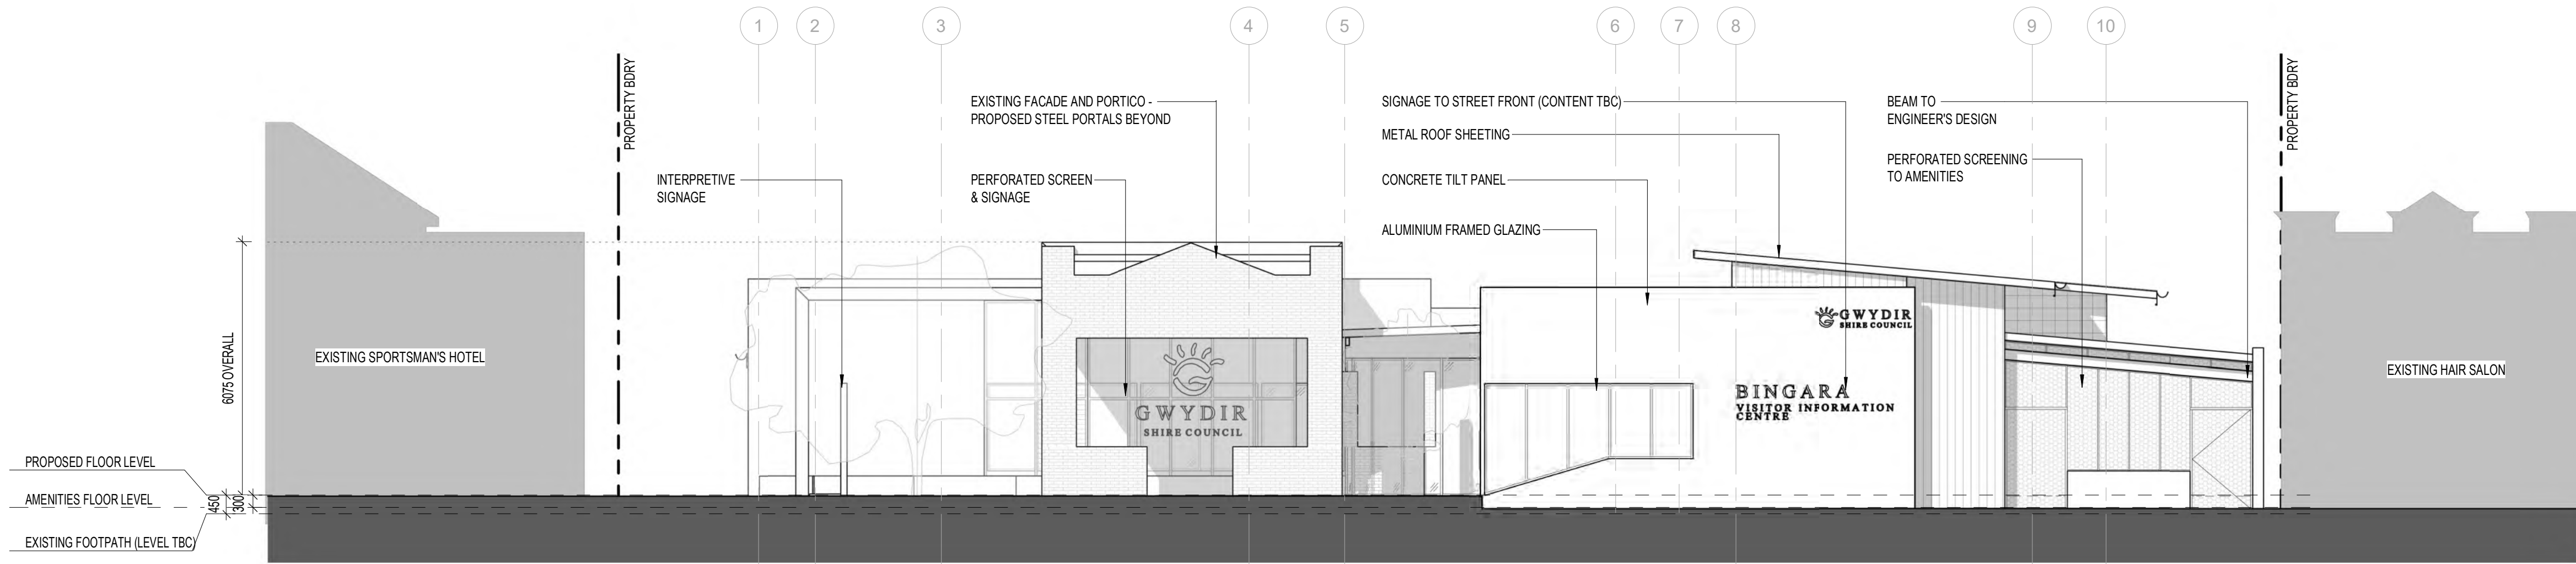 1 2 3 4 5 6 7 8 9 10
PROPERTY BDRY
PROPERTY BDRY
EXISTING FACADE AND PORTICO -
PROPOSED STEEL PORTALS BEYOND
SIGNAGE TO STREET FRONT (CONTENT TBC)
BEAM TO
ENGINEER'S DESIGN
METAL ROOF SHEETING
PERFORATED SCREENING
TO AMENITIES
INTERPRETIVE
SIGNAGE
PERFORATED SCREEN
& SIGNAGE
CONCRETE TILT PANEL
ALUMINIUM FRAMED GLAZING
GWYDIR
SHIRE COUNCIL
EXISTING SPORTSMAN'S HOTEL
6075 OVERALL
EXISTING HAIR SALON
GWYDIR
SHIRE COUNCIL
BINGARA
VISITOR INFORMATION
CENTRE
PROPOSED FLOOR LEVEL
AMENITIES FLOOR LEVEL
450
300
EXISTING FOOTPATH (LEVEL TBC)